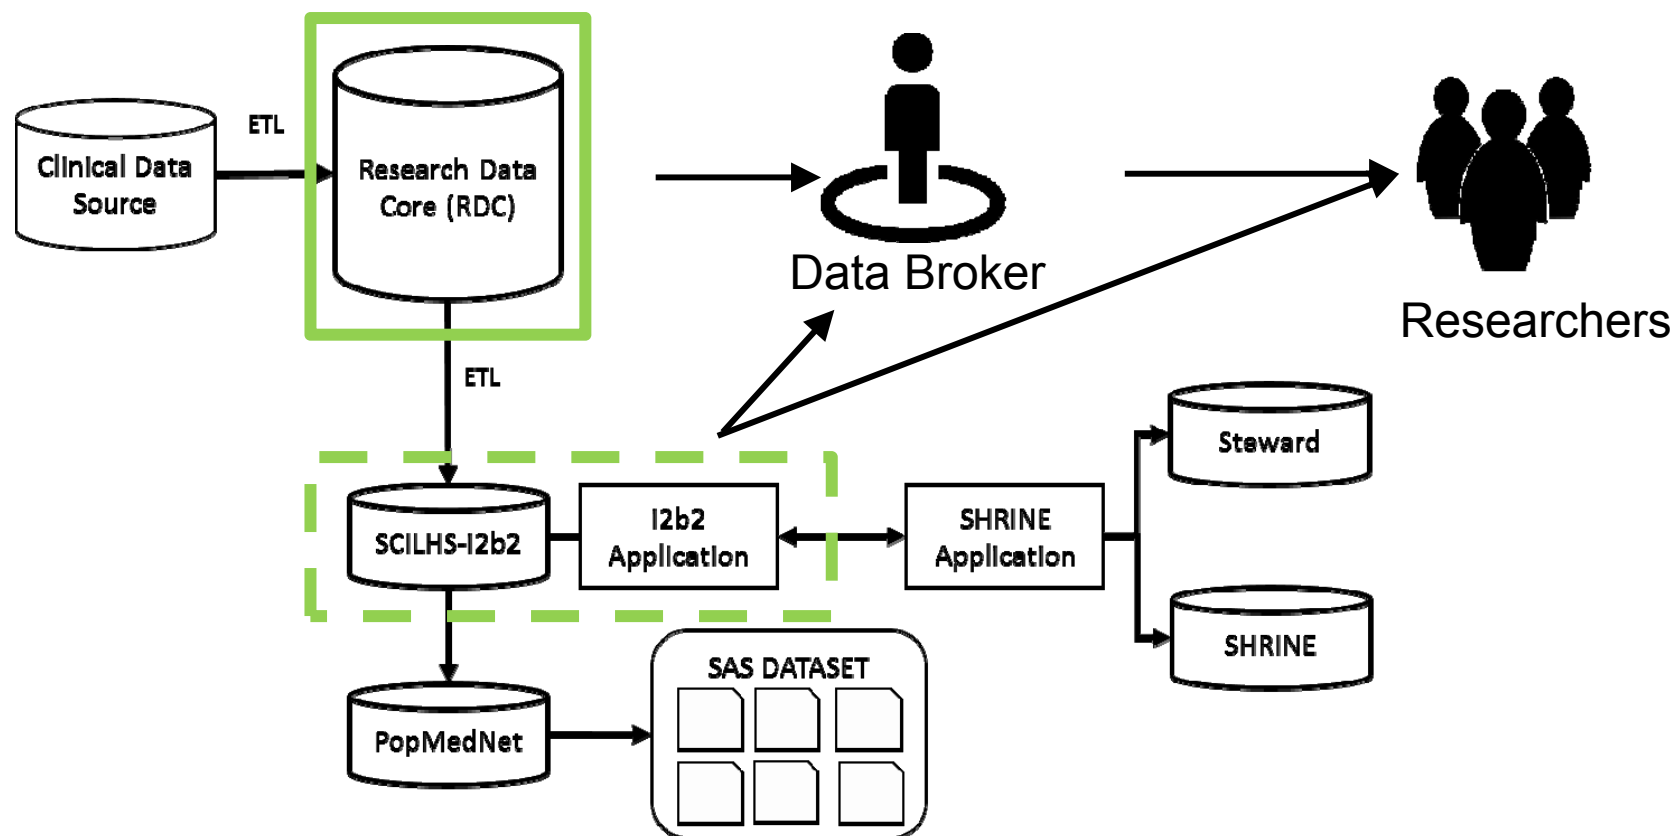 ETL
Clinical Data
Source
Research Data
Core (RDC)
Data Broker
Researchers
ETL
SCILHS-I2b2
I2b2
Application
SHRINE
Application
Steward
SHRINE
PopMedNet
SAS DATASET